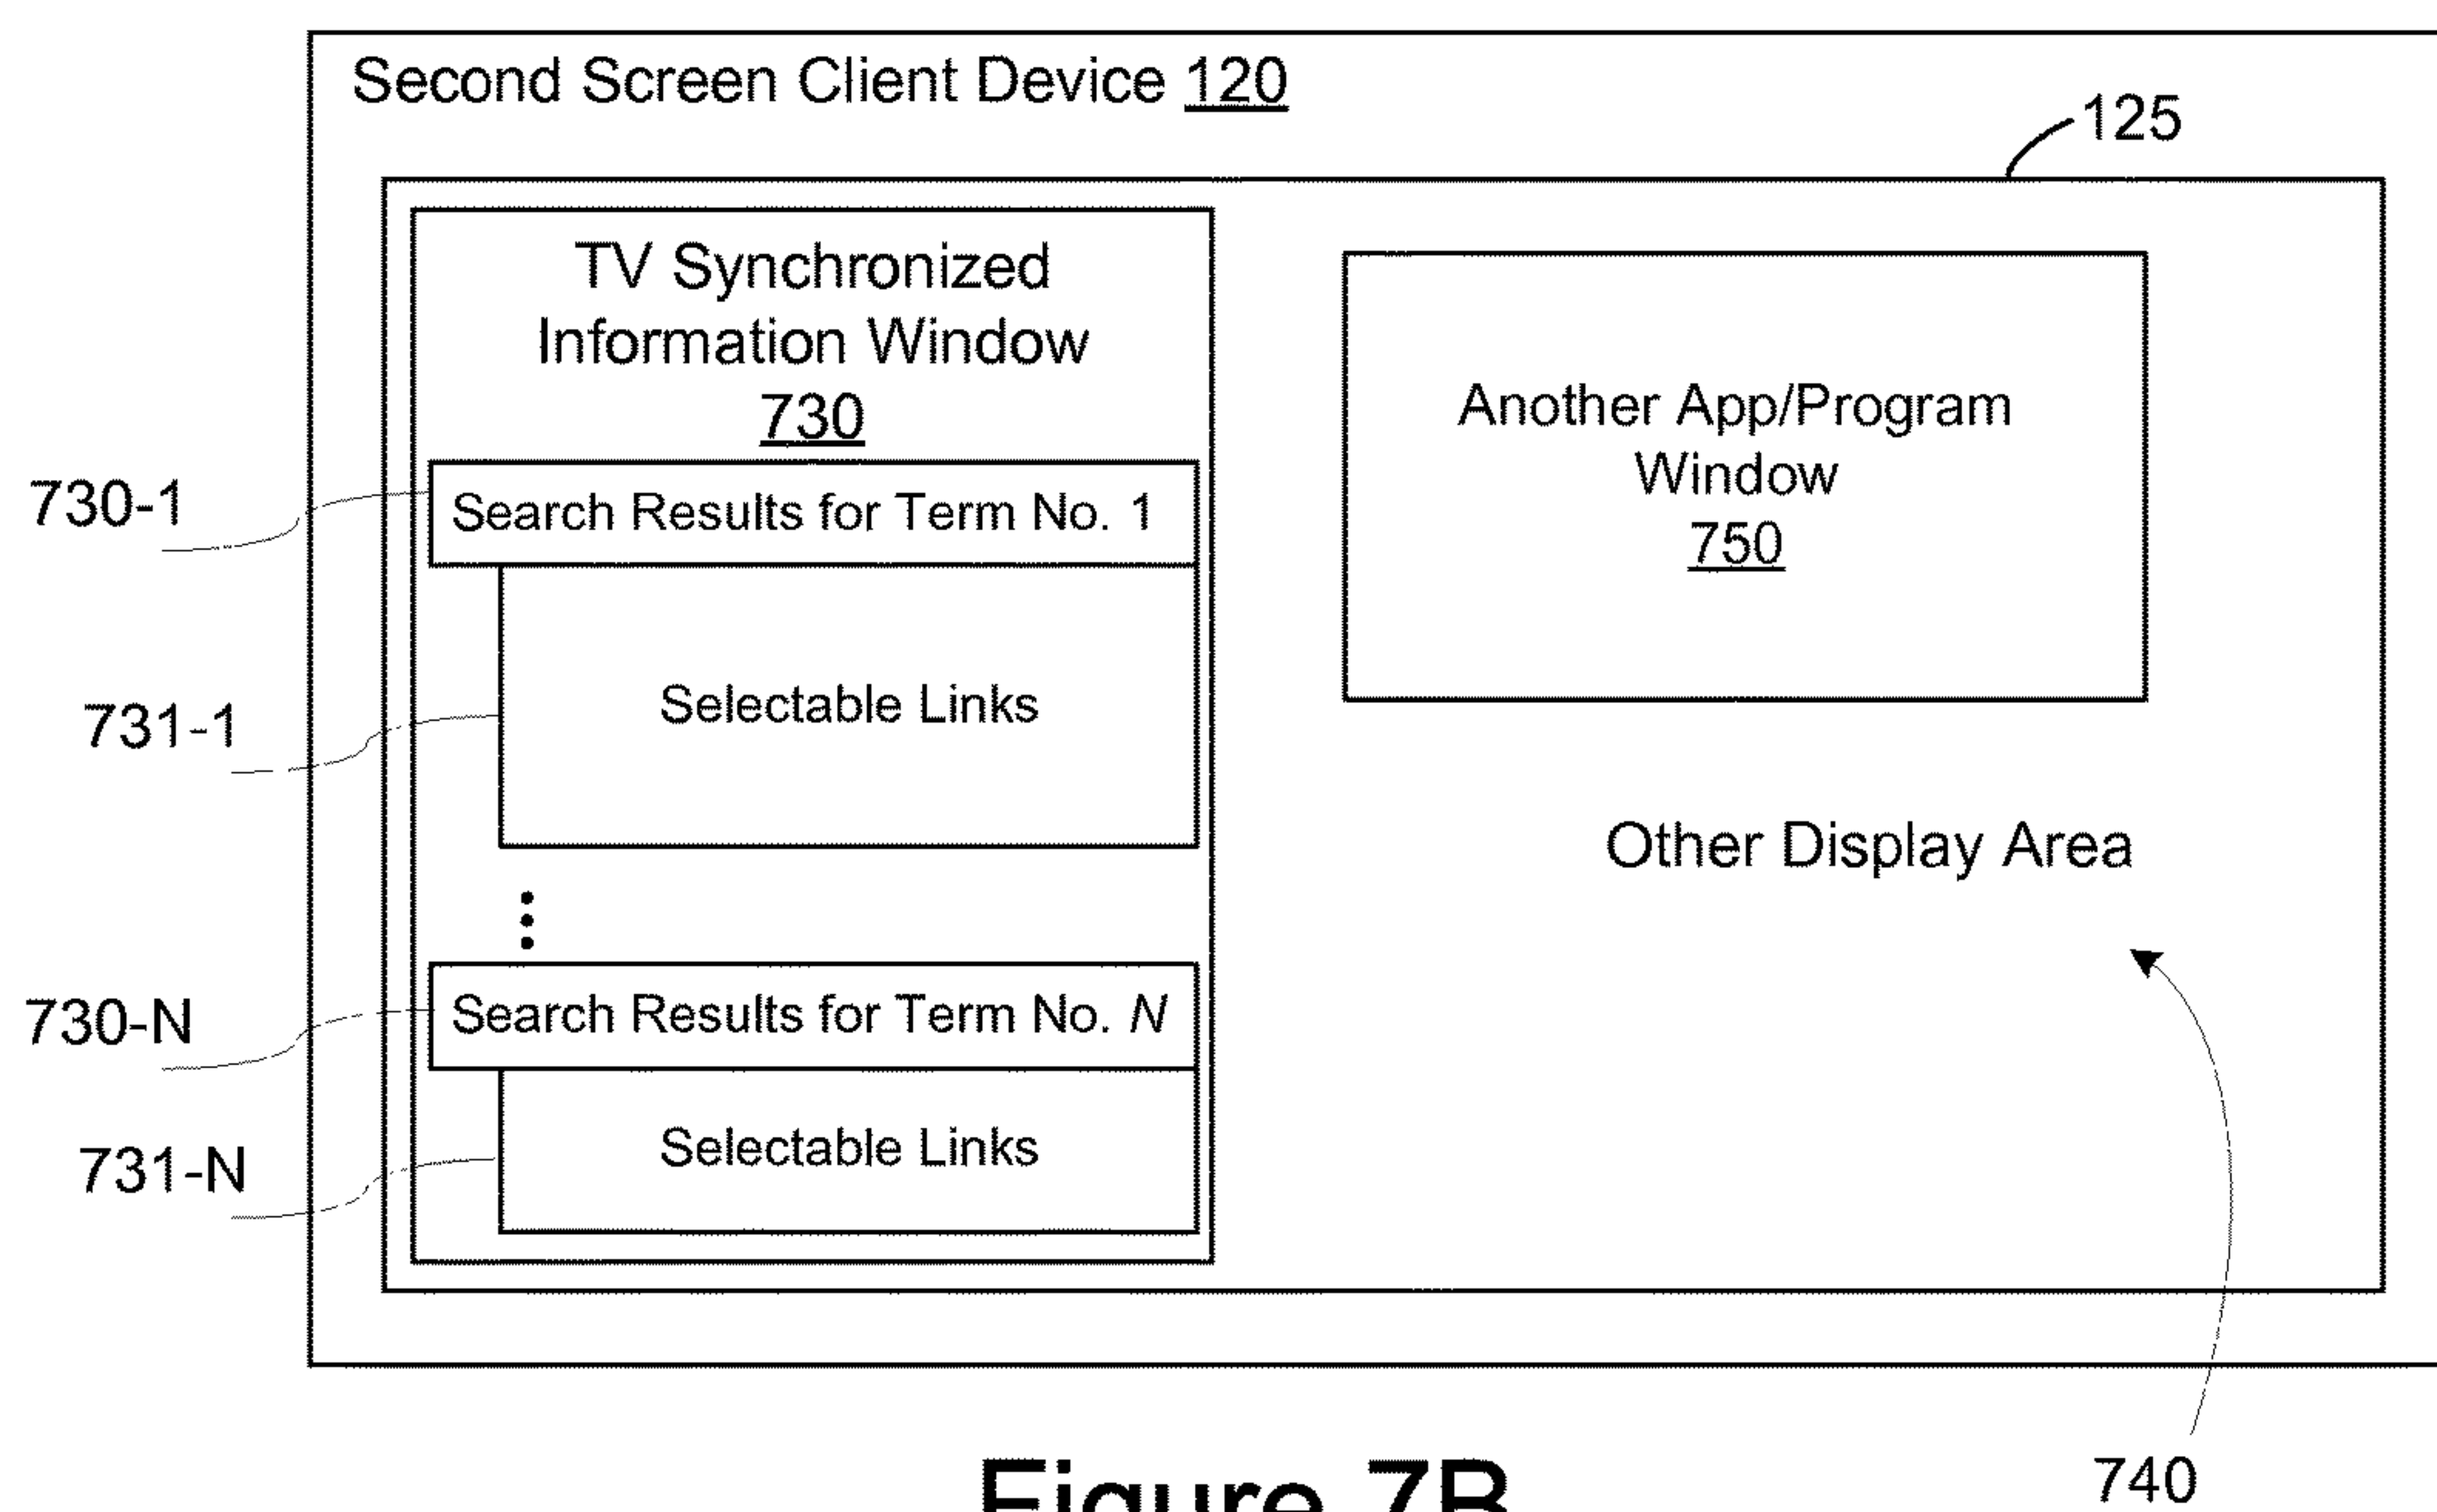 Second Screen Client Device 120
125
TV Synchronized
Information Window
730
730-1
Search Results for Term No. 1
731-1
Selectable Links
730-N
Search Results for Term No. N
731-N
Selectable Links
Another App/Program
Window
750
Other Display Area
740
Figure 7B